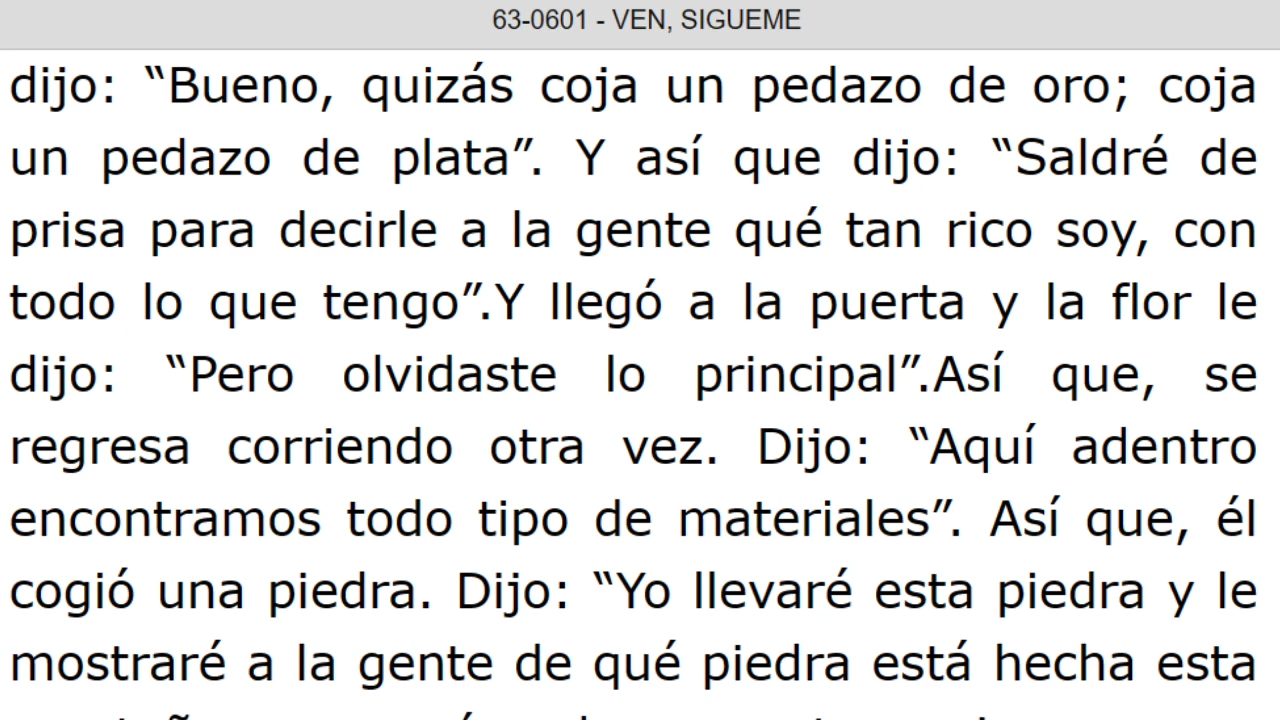 63-0601 - VEN, SIGUEME
dijo: “Bueno, quizás coja un pedazo de oro; coja
un pedazo de plata”. Y así que dijo: “Saldré de
prisa para decirle a la gente qué tan rico soy, con
todo lo que tengo”.Y llegó a la puerta y la flor le
dijo: “Pero olvidaste lo principal”.Así que, se
regresa corriendo otra vez. Dijo: “Aquí adentro
encontramos todo tipo de materiales”. Así que, él
cogió una piedra. Dijo: “Yo llevaré esta piedra y le
mostraré a la gente de qué piedra está hecha esta